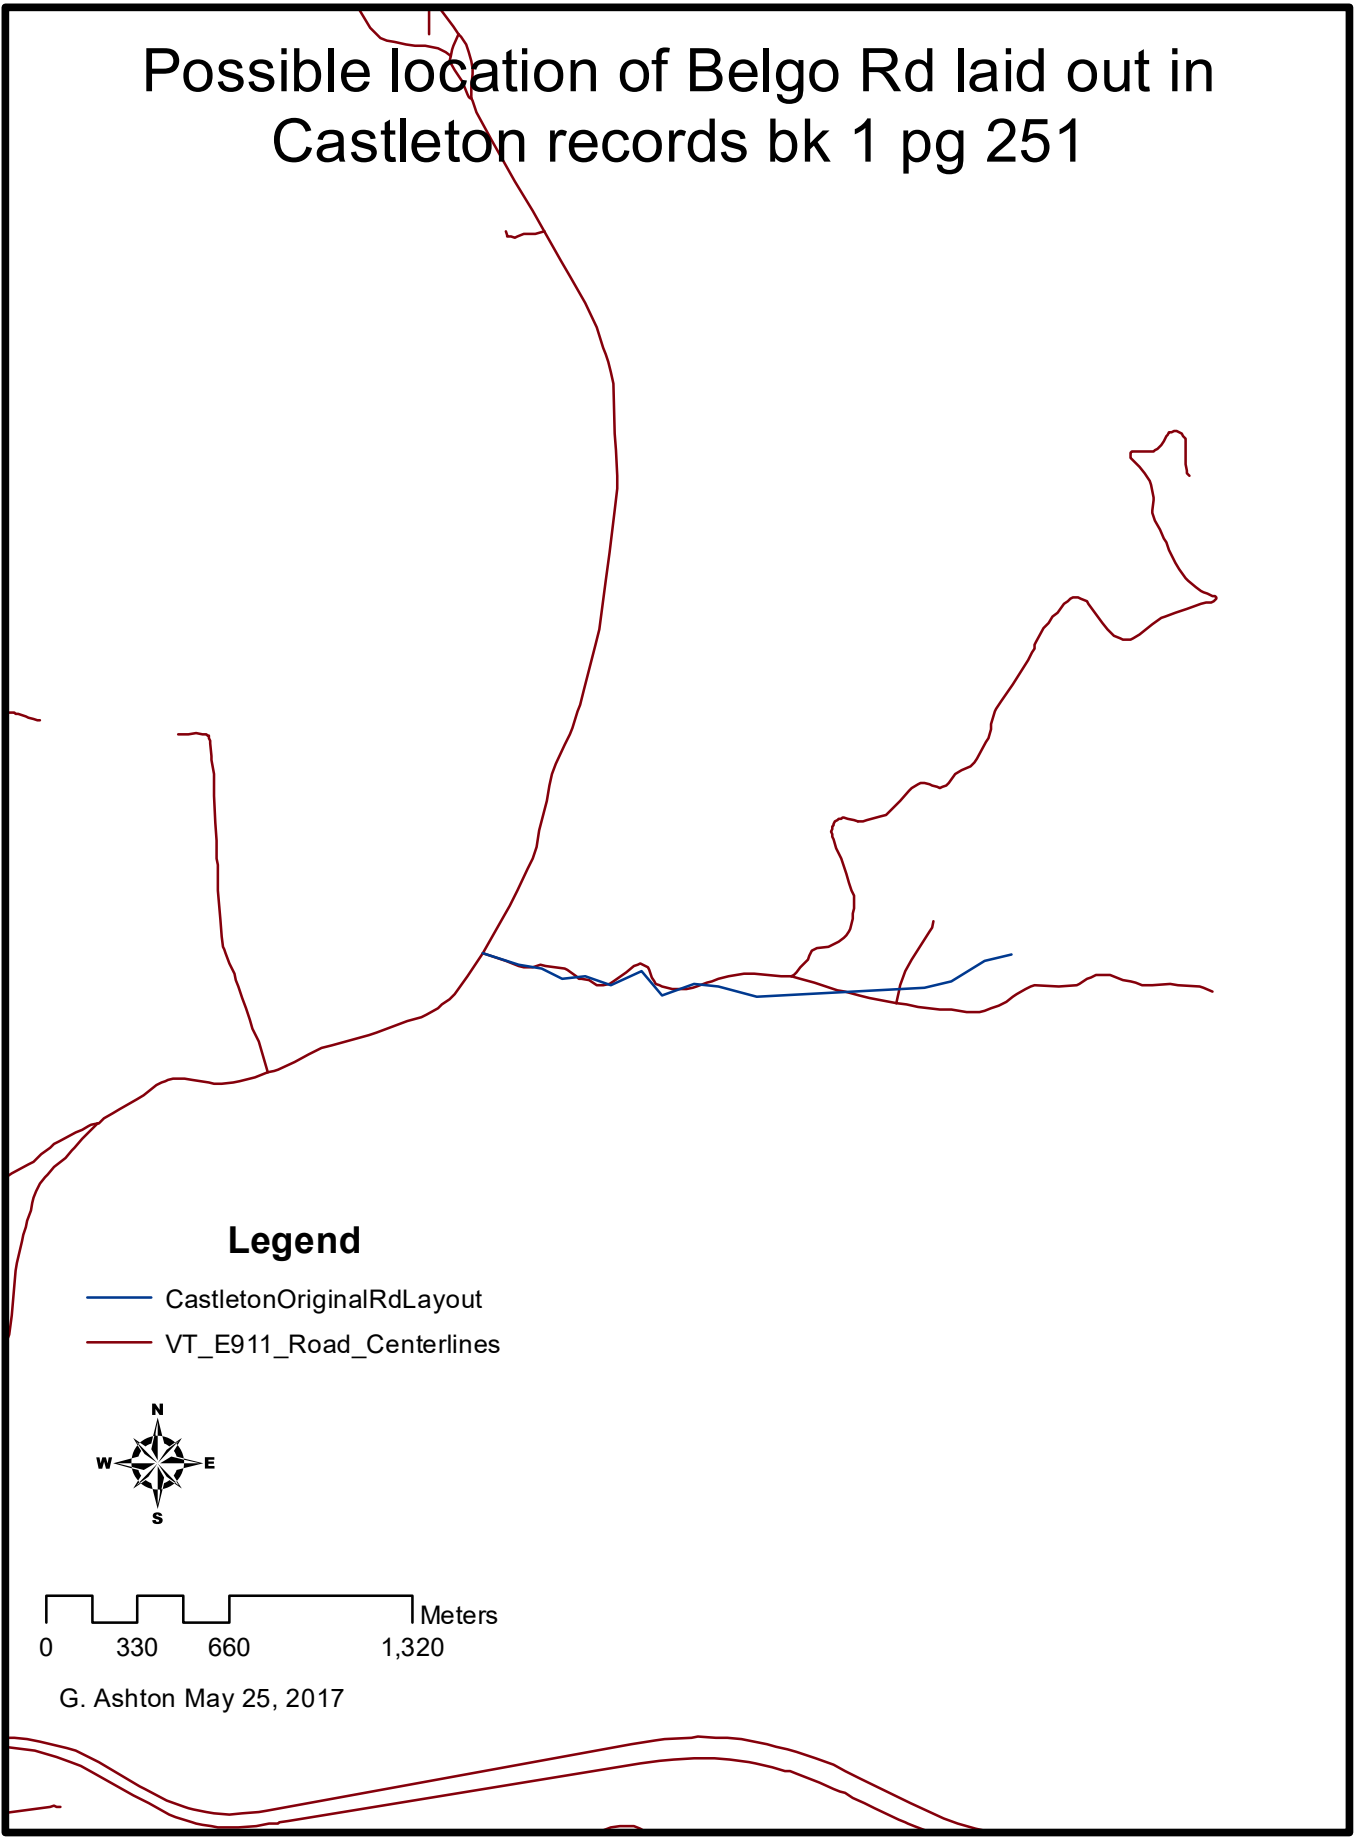 Possible location of Belgo Rd laid out in
Castleton records bk 1 pg 251
Legend
CastletonOriginalRdLayout
VT_E911_Road_Centerlines
N
W E
S
Meters
0 330 660 1,320
G. Ashton May 25, 2017